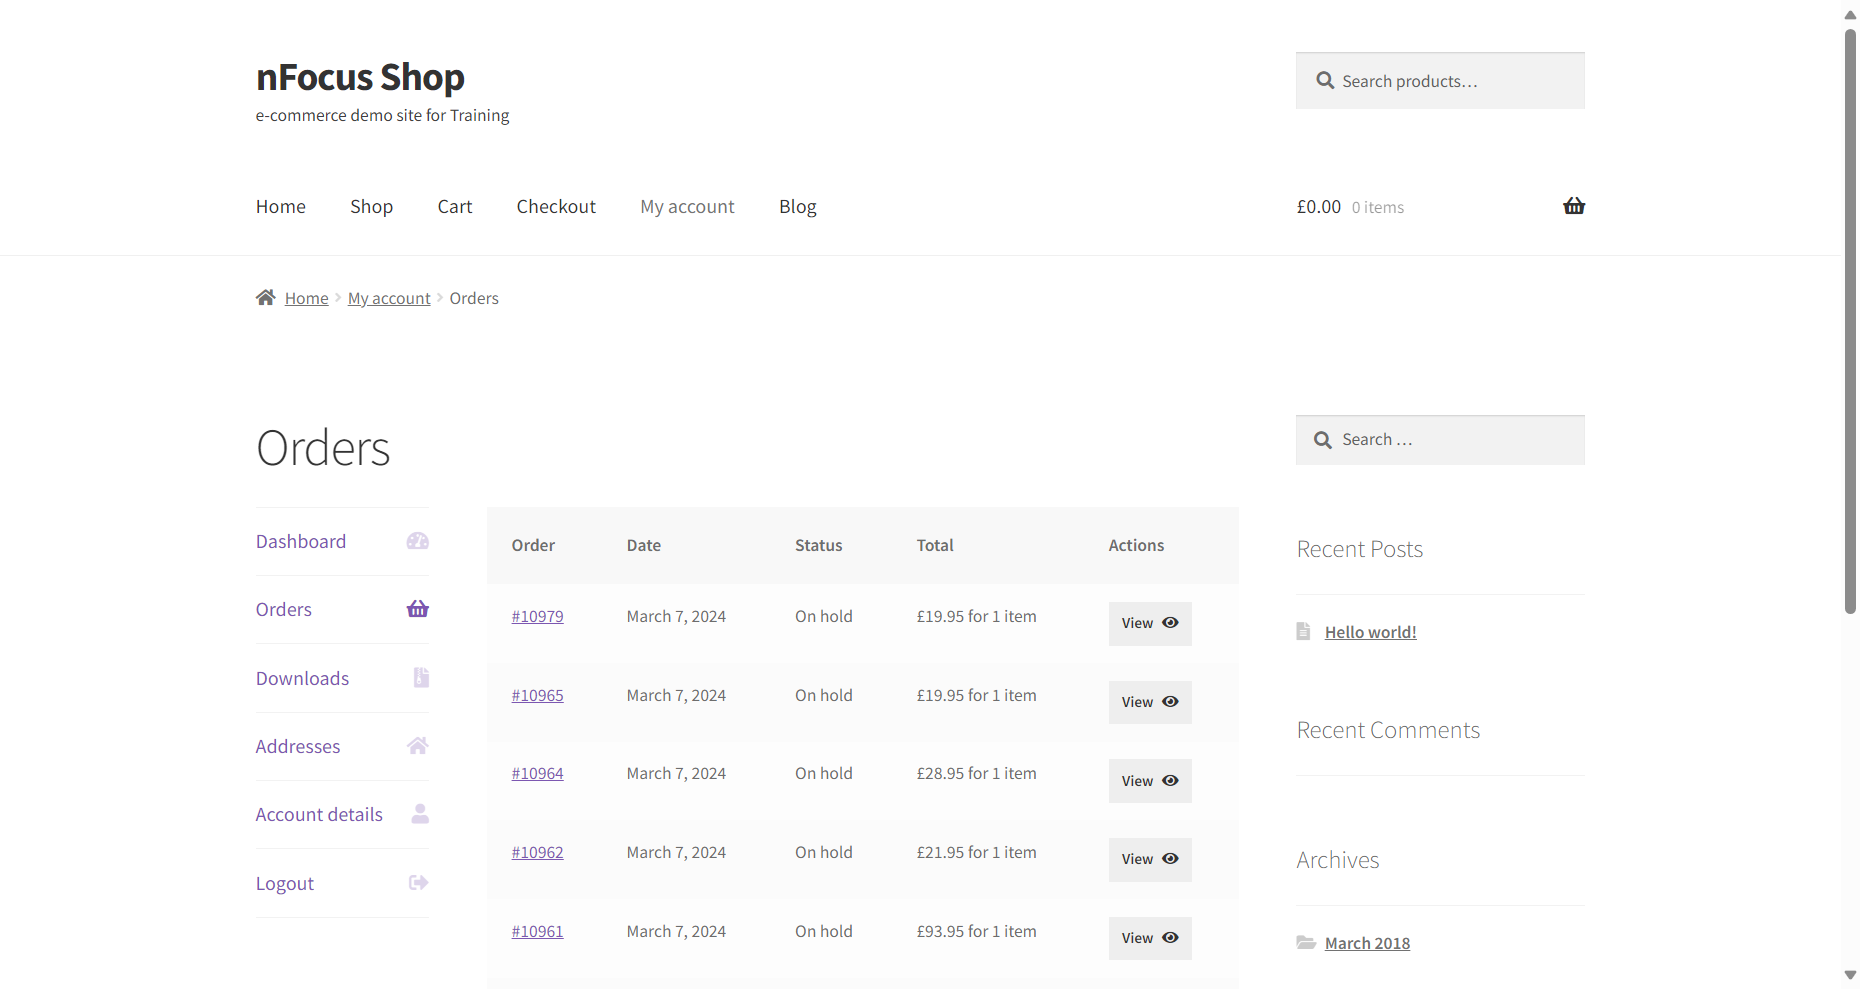 nFocus Shop
e-commerce demo site for Training
Search products…
Home Shop Cart Checkout My account Blog
£0.00 0 items
Home My account Orders
Orders
Dashboard
Orders
Downloads
Addresses
Account details
Logout
Order Date Status Total Actions
#10979 March 7, 2024 On hold £19.95 for 1 item View
#10965 March 7, 2024 On hold £19.95 for 1 item View
#10964 March 7, 2024 On hold £28.95 for 1 item View
#10962 March 7, 2024 On hold £21.95 for 1 item View
#10961 March 7, 2024 On hold £93.95 for 1 item View
Search …
Recent Posts
Hello world!
Recent Comments
Archives
March 2018